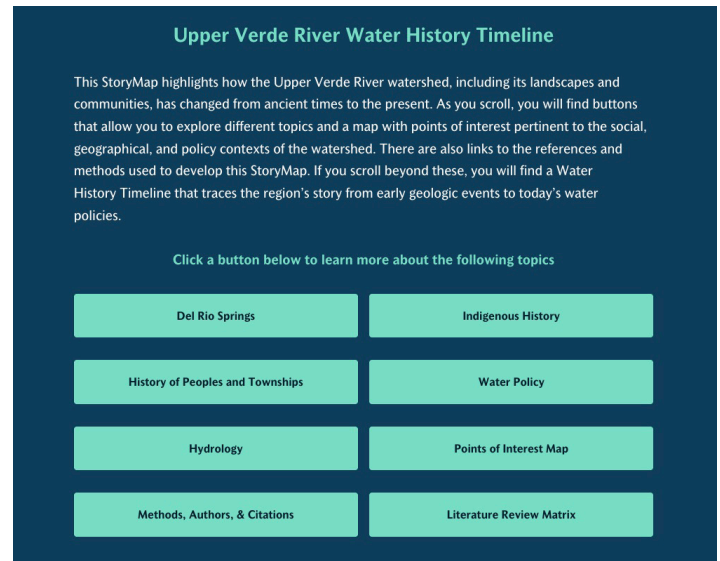 Upper Verde River Water History Timeline
This StoryMap highlights how the Upper Verde River watershed, including its landscapes and
communities, has changed from ancient times to the present. As you scroll, you will find buttons
that allow you to explore different topics and a map with points of interest pertinent to the social,
geographical, and policy contexts of the watershed. There are also links to the references and
methods used to develop this StoryMap. If you scroll beyond these, you will find a Water
History Timeline that traces the region's story from early geologic events to today's water
policies.
Click a button below to learn more about the following topics
Del Rio Springs
Indigenous History
History of Peoples and Townships
Water Policy
Hydrology
Points of Interest Map
Methods, Authors, & Citations
Literature Review Matrix